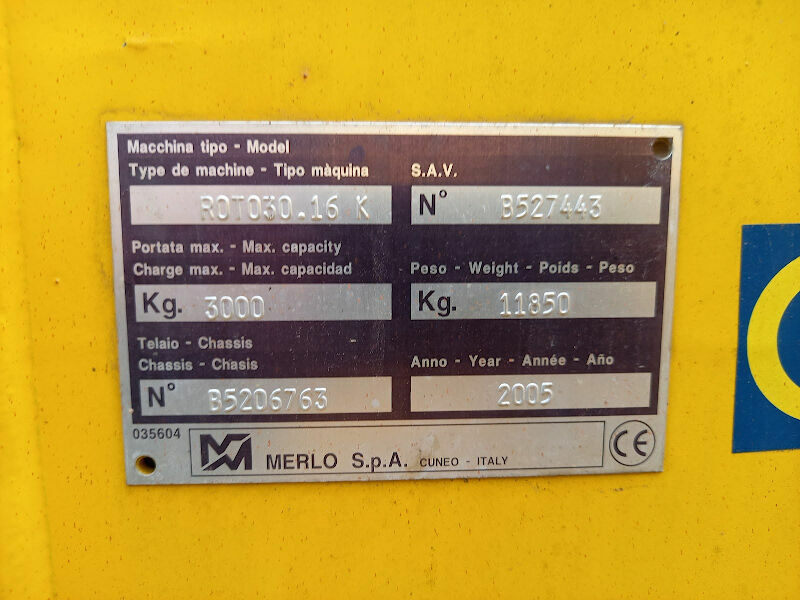 Macchina tipo - Model
Type de machine - Tipo màquina
ROTO30.16 K
S.A.V.
N° B527443
Portata max. - Max. capacity
Charge max. - Max. capacidad
Kg. 3000
Peso - Weight - Poids - Peso
Kg. 11850
Telaio - Chassis
Chassis - Chasis
N° B5206763
Anno - Year - Année - Año
2005
035604
MERLO S.p.A. CUNEO - ITALY
CE